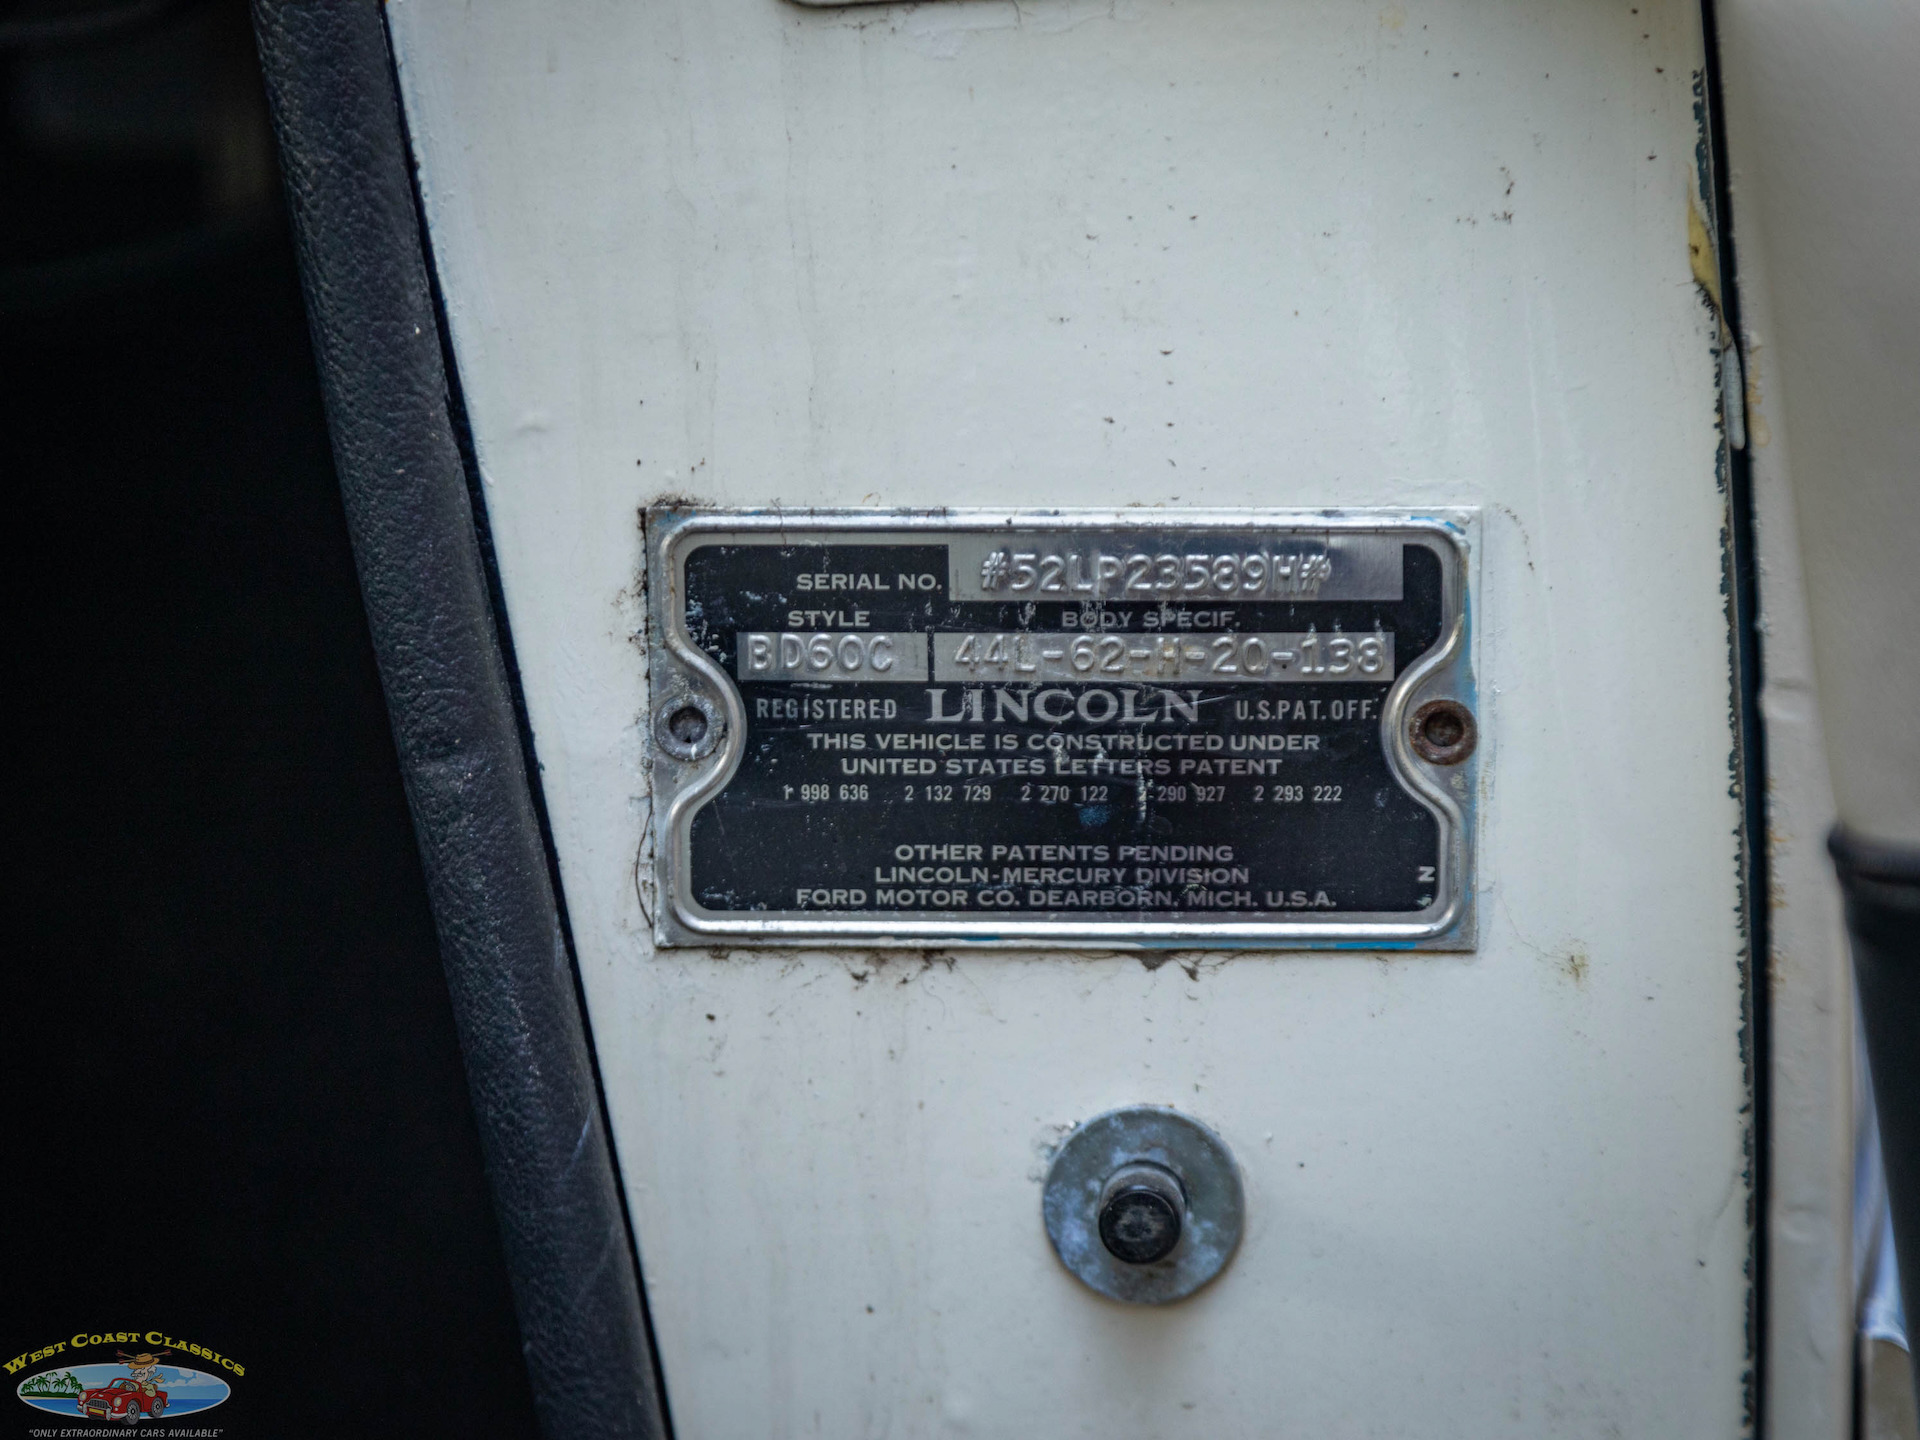 SERIAL NO. #52LP23589H#
STYLE BODY SPECIF.
BD60C 44L-62-H-20-138
REGISTERED LINCOLN U.S.PAT.OFF.
THIS VEHICLE IS CONSTRUCTED UNDER
UNITED STATES LETTERS PATENT
1 998 636 2 132 729 2 270 122 2 290 927 2 293 222
OTHER PATENTS PENDING
LINCOLN-MERCURY DIVISION
Z
FORD MOTOR CO. DEARBORN, MICH. U.S.A.
WEST COAST CLASSICS
"ONLY EXTRAORDINARY CARS AVAILABLE"